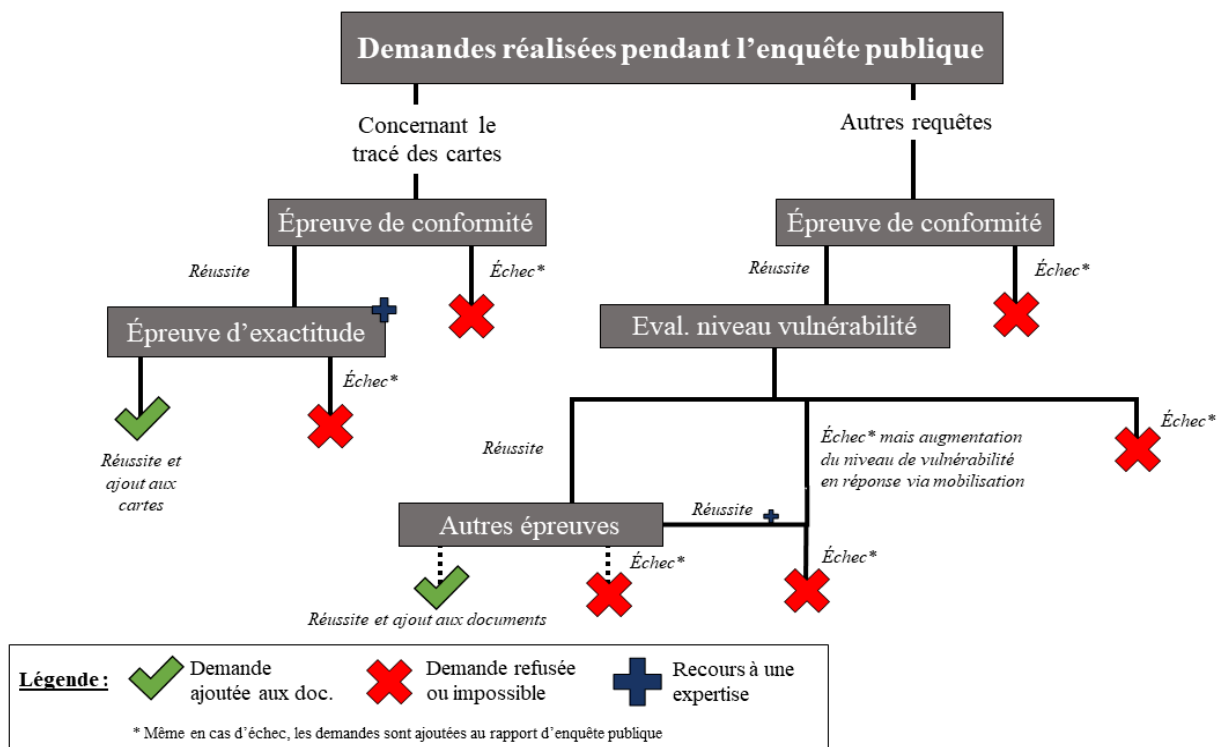 Demandes réalisées pendant l'enquête publique
Concernant le
tracé des cartes
Autres requêtes
Épreuve de conformité
Épreuve de conformité
Réussite
Échec*
Réussite
Échec*
Épreuve d'exactitude
Eval. niveau vulnérabilité
Échec*
Réussite et
ajout aux
cartes
Réussite
Échec* mais augmentation
du niveau de vulnérabilité
en réponse via mobilisation
Échec*
Autres épreuves
Réussite
Échec*
Échec*
Réussite et ajout aux documents
Légende :
Demande
ajoutée aux doc.
Demande refusée
ou impossible
Recours à une
expertise
* Même en cas d'échec, les demandes sont ajoutées au rapport d'enquête publique